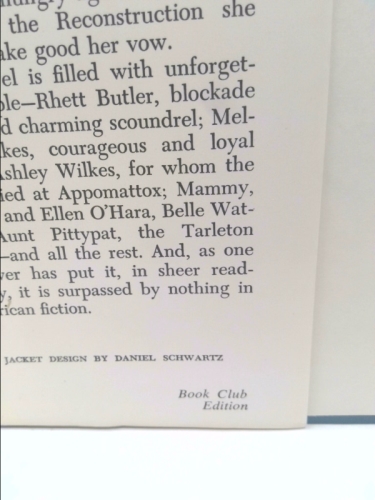 the Reconstruction she
ake good her vow.
el is filled with unforget-
ple—Rhett Butler, blockade
d charming scoundrel; Mel-
kes, courageous and loyal
Ashley Wilkes, for whom the
ied at Appomattox; Mammy,
and Ellen O'Hara, Belle Wat-
Aunt Pittypat, the Tarleton
—and all the rest. And, as one
er has put it, in sheer read-
y, it is surpassed by nothing in
rican fiction.
JACKET DESIGN BY DANIEL SCHWARTZ
Book Club
Edition